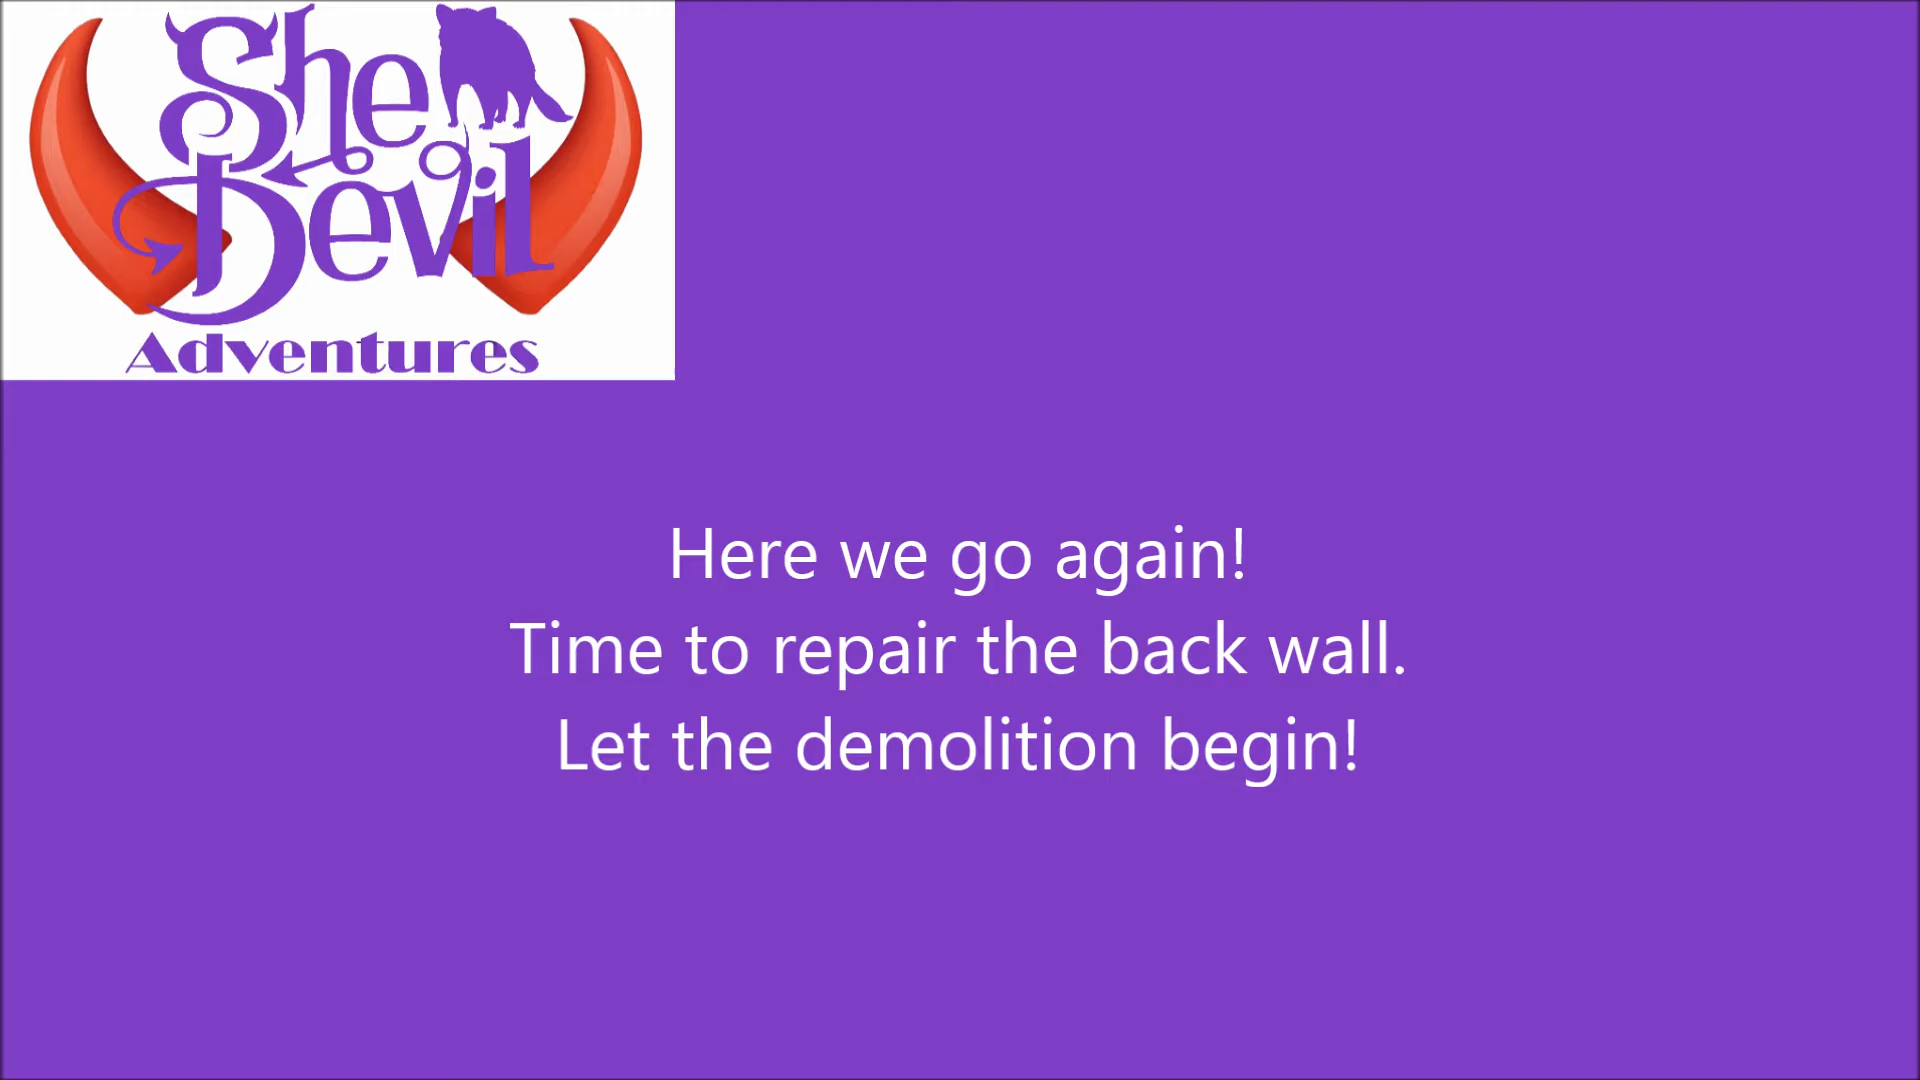 She
Devil
Adventures
Here we go again!
Time to repair the back wall.
Let the demolition begin!